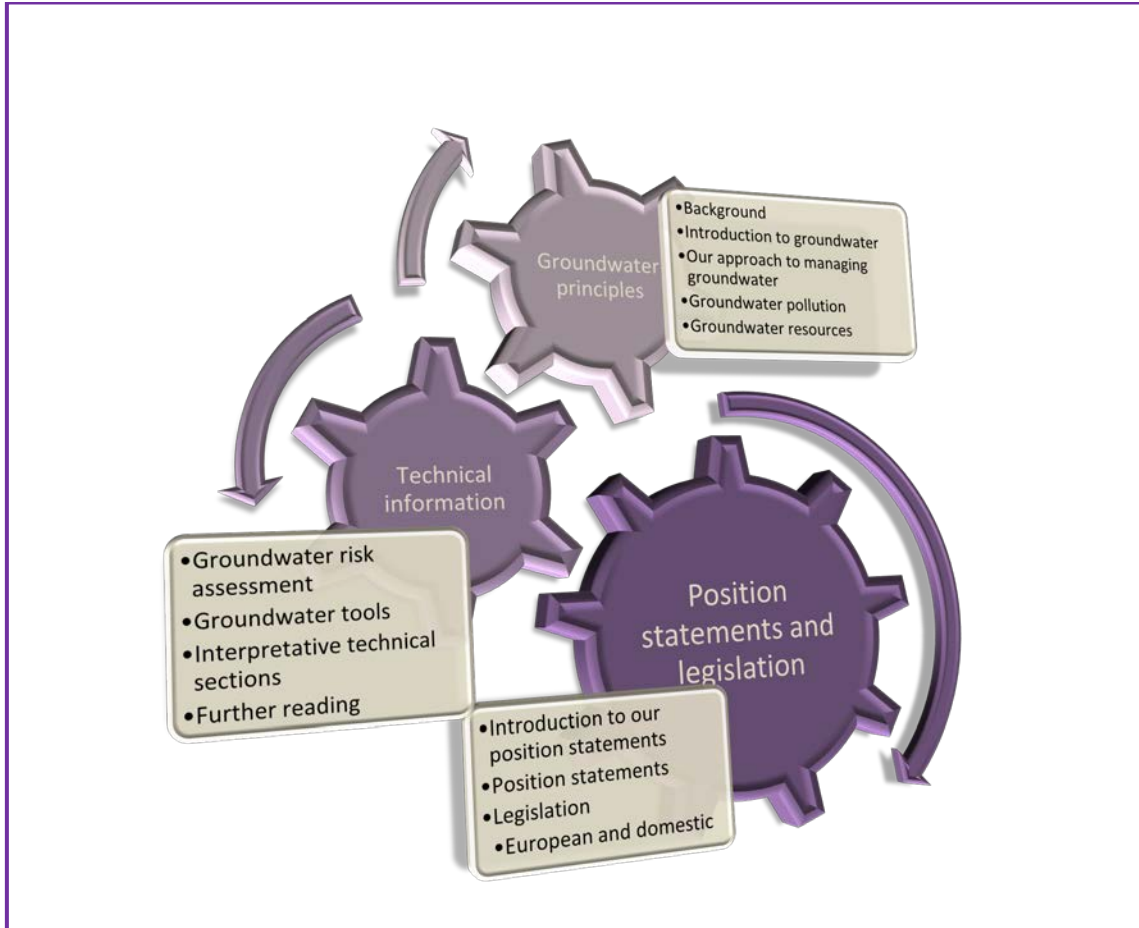 Groundwater
principles
•Background
•Introduction to groundwater
•Our approach to managing
groundwater
•Groundwater pollution
•Groundwater resources
Technical
information
•Groundwater risk
assessment
•Groundwater tools
•Interpretative technical
sections
•Further reading
Position
statements and
legislation
•Introduction to our
position statements
•Position statements
•Legislation
•European and domestic